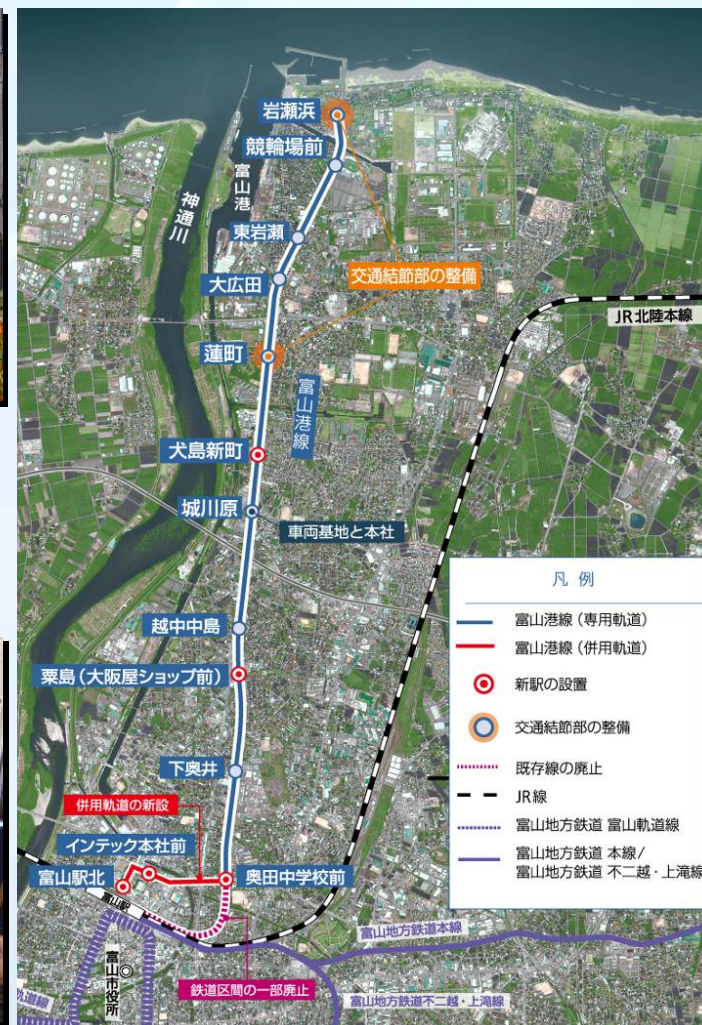 岩瀬浜
競輪場前
富山港
神通川
東岩瀬
交通結節部の整備
大広田
JR北陸本線
蓮町
富山港線
犬島新町
城川原
車両基地と本社
凡 例
富山港線(専用軌道)
富山港線(併用軌道)
新駅の設置
交通結節部の整備
既存線の廃止
JR線
富山地方鉄道 富山軌道線
富山地方鉄道 本線/
富山地方鉄道 不二越・上滝線
越中中島
粟島(大阪屋ショップ前)
下奥井
併用軌道の新設
インテック本社前
富山駅北
奥田中学校前
富山駅
富山地方鉄道本線
富山市役所
鉄道区間の一部廃止
富山地方鉄道不二越・上滝線
軌道線